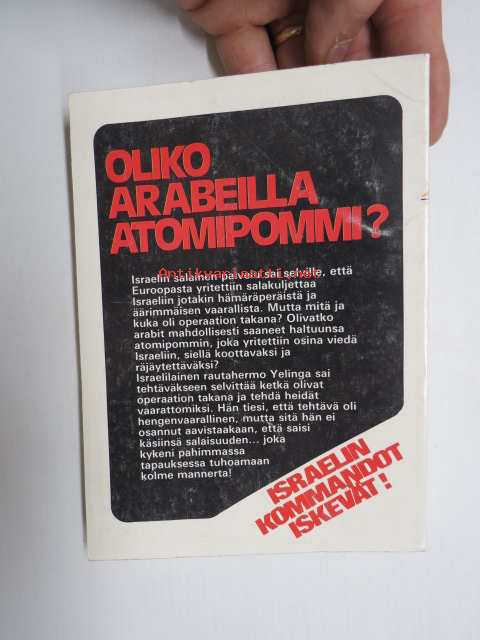 OLIKO
ARABEILLA
ATOMIPOMMI?
Israelin salainen palvelu sai selville, että
Euroopasta yritettiin salakuljettaa
Israeliin jotakin hämäräperäistä ja
äärimmäisen vaarallista. Mutta mitä ja
kuka oli operaation takana? Olivatko
arabit mahdollisesti saaneet haltuunsa
atomipommin, joka yritettiin osina viedä
Israeliin, siellä koottavaksi ja
räjäytettäväksi?
Israelilainen rautahermo Yelinga sai
tehtäväkseen selvittää ketkä olivat
operaation takana ja tehdä heidät
vaarattomiksi. Hän tiesi, että tehtävä oli
hengenvaarallinen, mutta sitä hän ei
osannut aavistaakaan, että saisi
käsiinsä salaisuuden... joka
kykeni pahimmassa
tapauksessa tuhoamaan
kolme mannerta!
ISRAELIN
KOMMANDOT
ISKEVÄT!